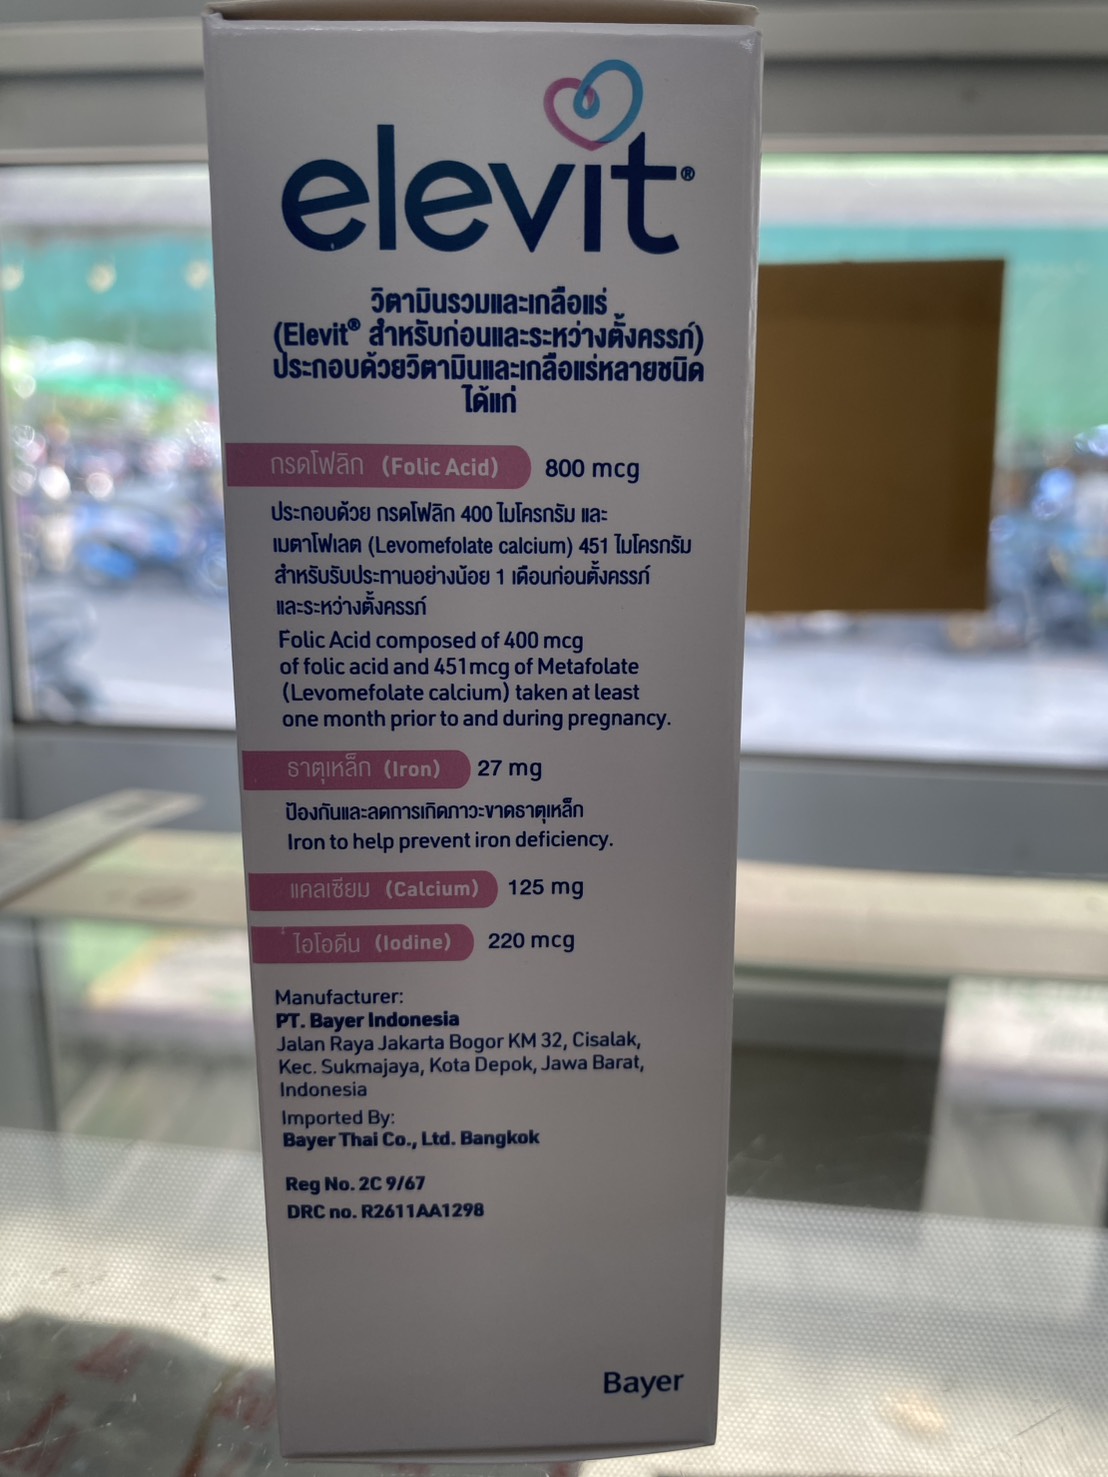 elevit®
วิตามินรวมและเกลือแร่
(Elevit® สำหรับก่อนและระหว่างตั้งครรภ์)
ประกอบด้วยวิตามินและเกลือแร่หลายชนิด
ได้แก่
กรดโฟลิก (Folic Acid) 800 mcg
ประกอบด้วย กรดโฟลิก 400 ไมโครกรัม และ
เมตาโฟเลต (Levomefolate calcium) 451 ไมโครกรัม
สำหรับรับประทานอย่างน้อย 1 เดือนก่อนตั้งครรภ์
และระหว่างตั้งครรภ์
Folic Acid composed of 400 mcg
of folic acid and 451mcg of Metafolate
(Levomefolate calcium) taken at least
one month prior to and during pregnancy.
ธาตุเหล็ก (Iron) 27 mg
ป้องกันและลดการเกิดภาวะขาดธาตุเหล็ก
Iron to help prevent iron deficiency.
แคลเซียม (Calcium) 125 mg
ไอโอดีน (Iodine) 220 mcg
Manufacturer:
PT. Bayer Indonesia
Jalan Raya Jakarta Bogor KM 32, Cisalak,
Kec. Sukmajaya, Kota Depok, Jawa Barat,
Indonesia
Imported By:
Bayer Thai Co., Ltd. Bangkok
Reg No. 2C 9/67
DRC no. R2611AA1298
Bayer